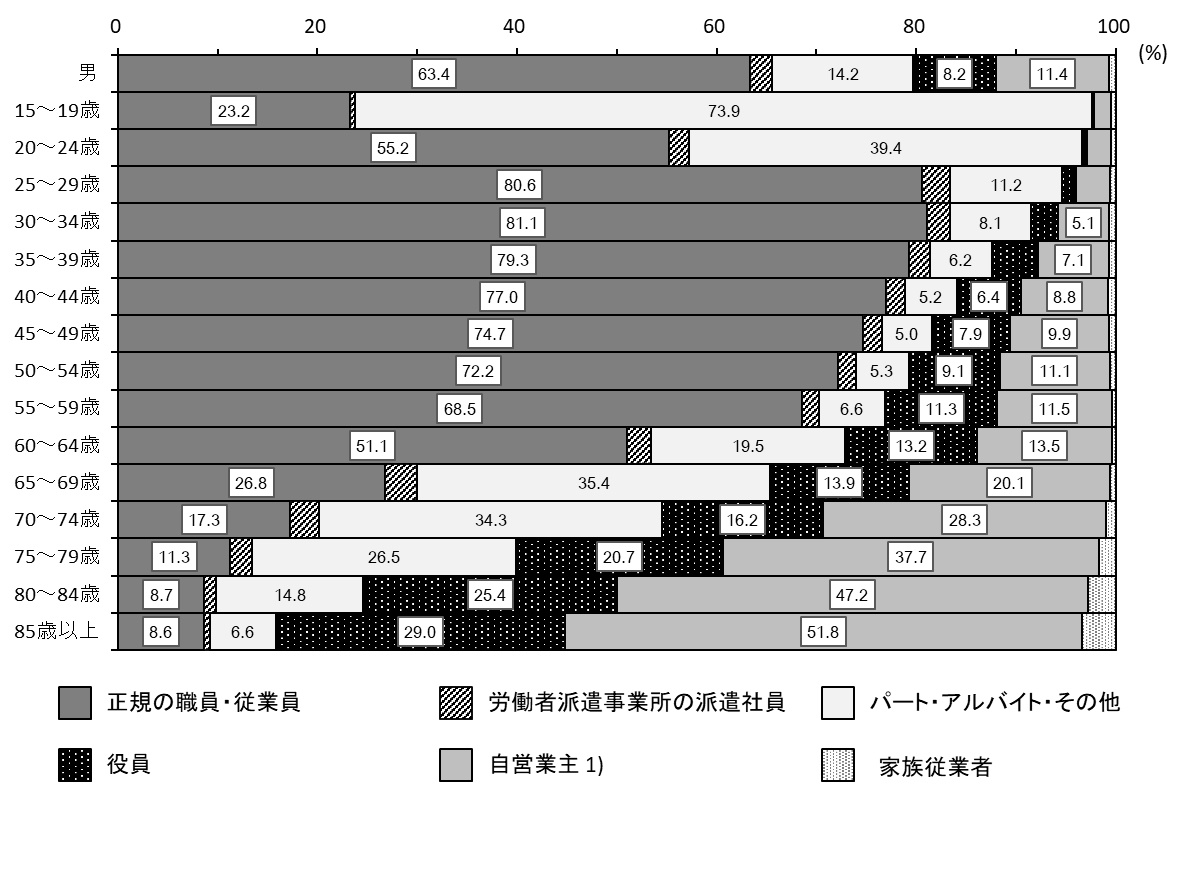 0 20 40 60 80 100
(%)
男 63.4 14.2 8.2 11.4
15～19歳 23.2 73.9
20～24歳 55.2 39.4
25～29歳 80.6 11.2
30～34歳 81.1 8.1 5.1
35～39歳 79.3 6.2 7.1
40～44歳 77.0 5.2 6.4 8.8
45～49歳 74.7 5.0 7.9 9.9
50～54歳 72.2 5.3 9.1 11.1
55～59歳 68.5 6.6 11.3 11.5
60～64歳 51.1 19.5 13.2 13.5
65～69歳 26.8 35.4 13.9 20.1
70～74歳 17.3 34.3 16.2 28.3
75～79歳 11.3 26.5 20.7 37.7
80～84歳 8.7 14.8 25.4 47.2
85歳以上 8.6 6.6 29.0 51.8
正規の職員・従業員 労働者派遣事業所の派遣社員 パート・アルバイト・その他
役員 自営業主 1) 家族従業者